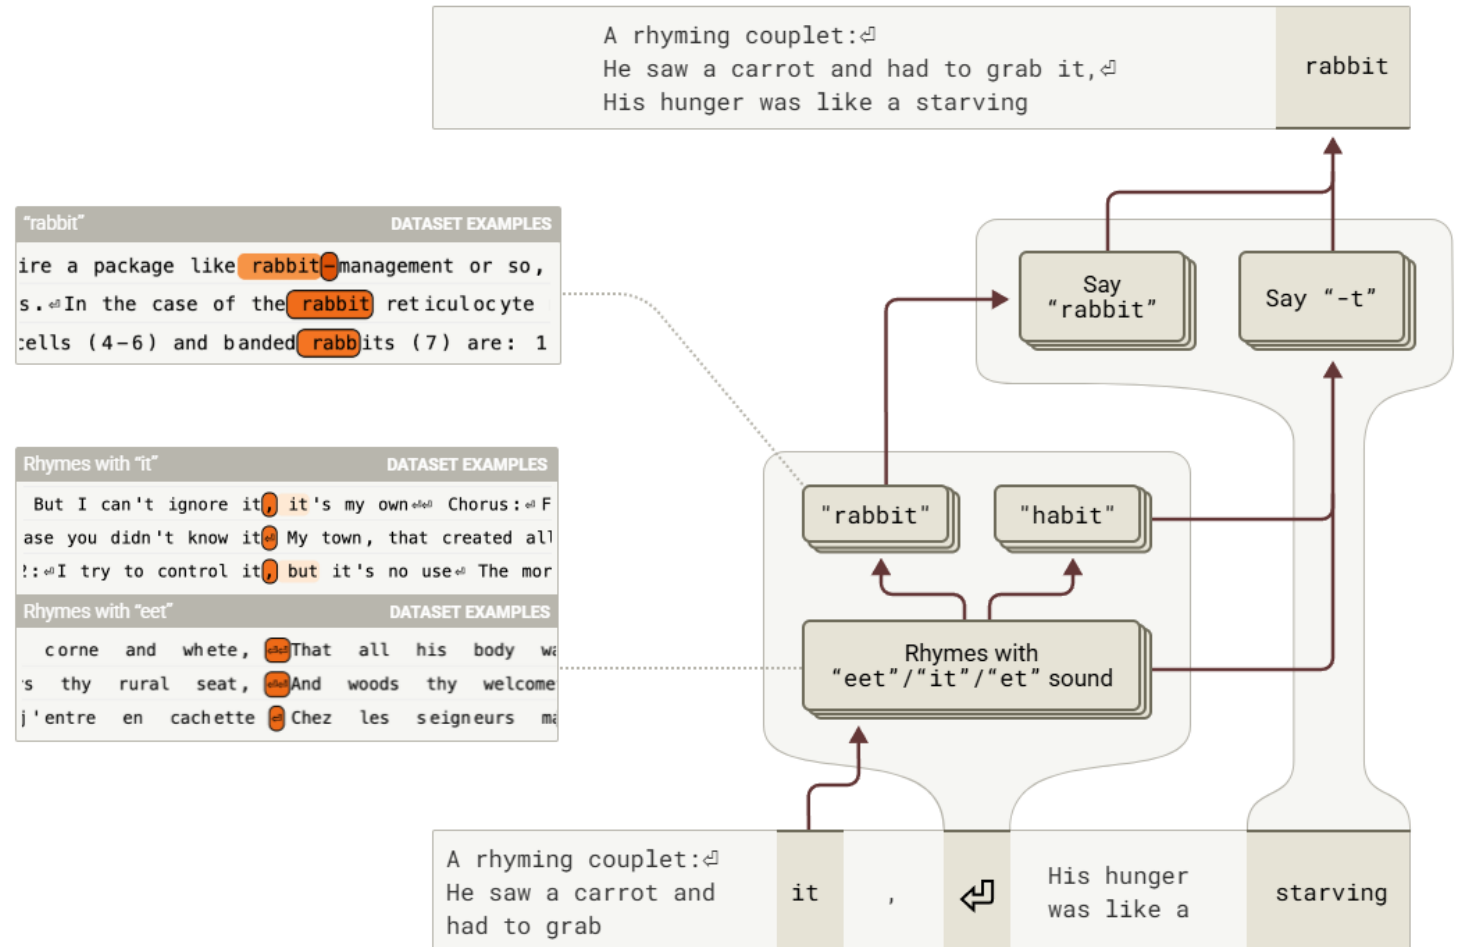 A rhyming couplet:⏎
He saw a carrot and had to grab it,⏎
His hunger was like a starving
rabbit
“rabbit” DATASET EXAMPLES
ire a package like rabbit-management or so,
s.⏎In the case of the rabbit reticulocyte
cells (4-6) and banded rabbits (7) are: 1
Say
“rabbit”
Say “-t”
Rhymes with “it” DATASET EXAMPLES
But I can't ignore it, it's my own⏎⏎ Chorus:⏎ F
ase you didn't know it⏎ My town, that created all
?:⏎I try to control it, but it's no use⏎ The mor
Rhymes with “eet” DATASET EXAMPLES
corne and whete, ⏎⏎That all his body wa
s thy rural seat, ⏎⏎And woods thy welcome
j'entre en cachette ⏎ Chez les seigneurs ma
"rabbit"
"habit"
Rhymes with
“eet”/“it”/“et” sound
A rhyming couplet:⏎
He saw a carrot and
had to grab
it
,
⏎
His hunger
was like a
starving